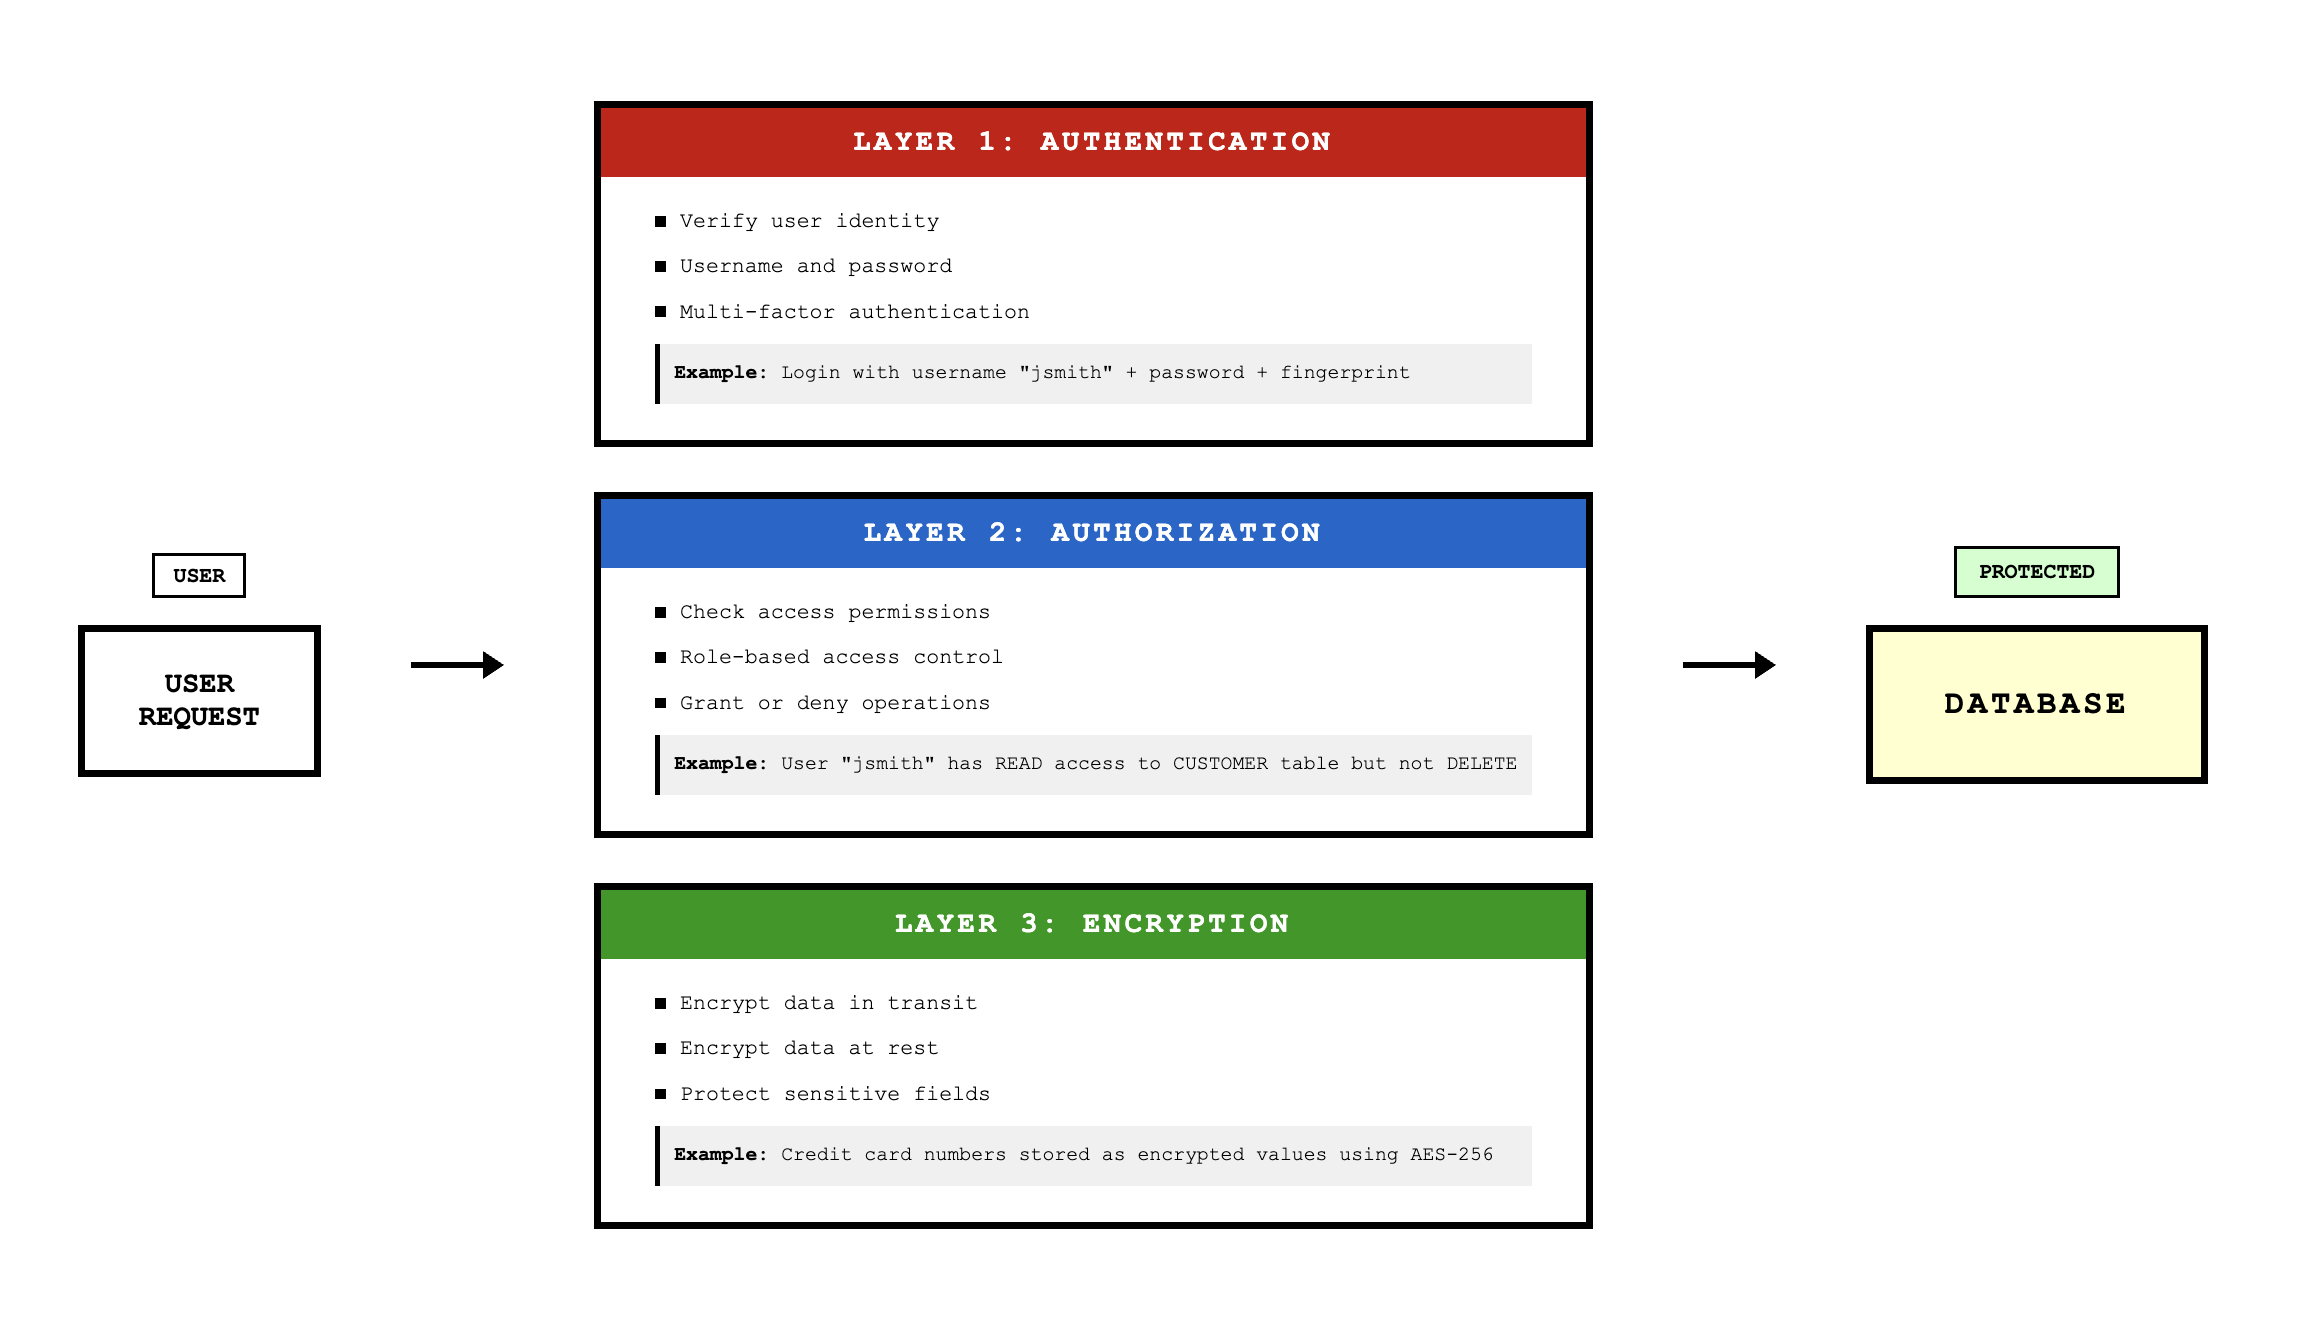 USER
USER
REQUEST
LAYER 1: AUTHENTICATION
Verify user identity
Username and password
Multi-factor authentication
Example: Login with username "jsmith" + password + fingerprint
LAYER 2: AUTHORIZATION
Check access permissions
Role-based access control
Grant or deny operations
Example: User "jsmith" has READ access to CUSTOMER table but not DELETE
LAYER 3: ENCRYPTION
Encrypt data in transit
Encrypt data at rest
Protect sensitive fields
Example: Credit card numbers stored as encrypted values using AES-256
PROTECTED
DATABASE